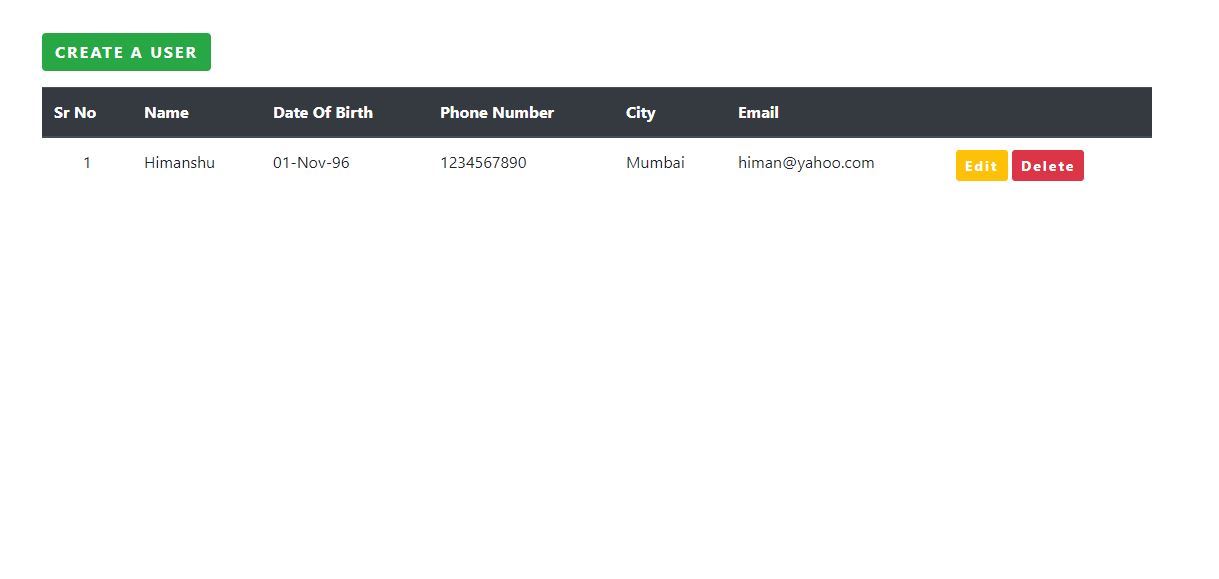 CREATE A USER
Sr No Name Date Of Birth Phone Number City Email
1 Himanshu 01-Nov-96 1234567890 Mumbai himan@yahoo.com Edit Delete